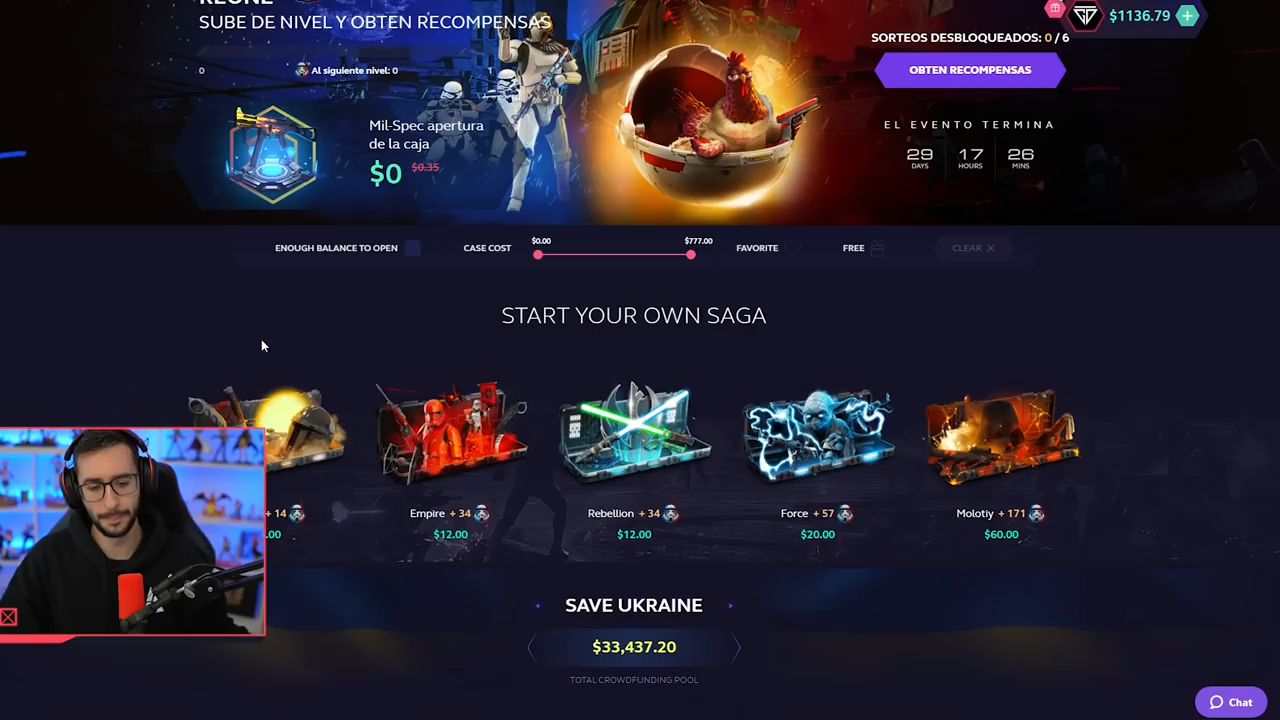 SUBE DE NIVEL Y OBTEN RECOMPENSAS
0
Al siguiente nivel: 0
Mil-Spec apertura
de la caja
$0 $0.35
$1136.79
SORTEOS DESBLOQUEADOS: 0 / 6
OBTEN RECOMPENSAS
EL EVENTO TERMINA
29 17 26
DAYS HOURS MINS
ENOUGH BALANCE TO OPEN
CASE COST
$0.00
$777.00
FAVORITE
FREE
CLEAR
START YOUR OWN SAGA
+ 14
Empire + 34
Rebellion + 34
Force + 57
Molotiy + 171
.00
$12.00
$12.00
$20.00
$60.00
SAVE UKRAINE
$33,437.20
TOTAL CROWDFUNDING POOL
Chat